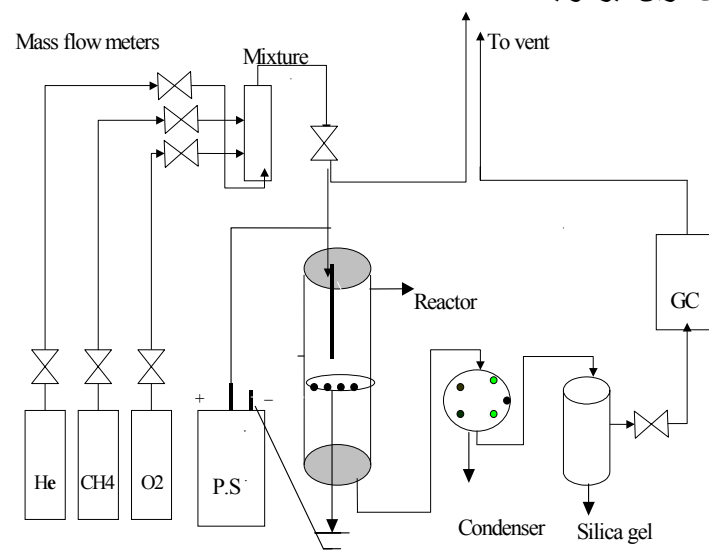 Mass flow meters
Mixture
To vent
Reactor
GC
+
–
He
CH4
O2
P.S
Condenser
Silica gel